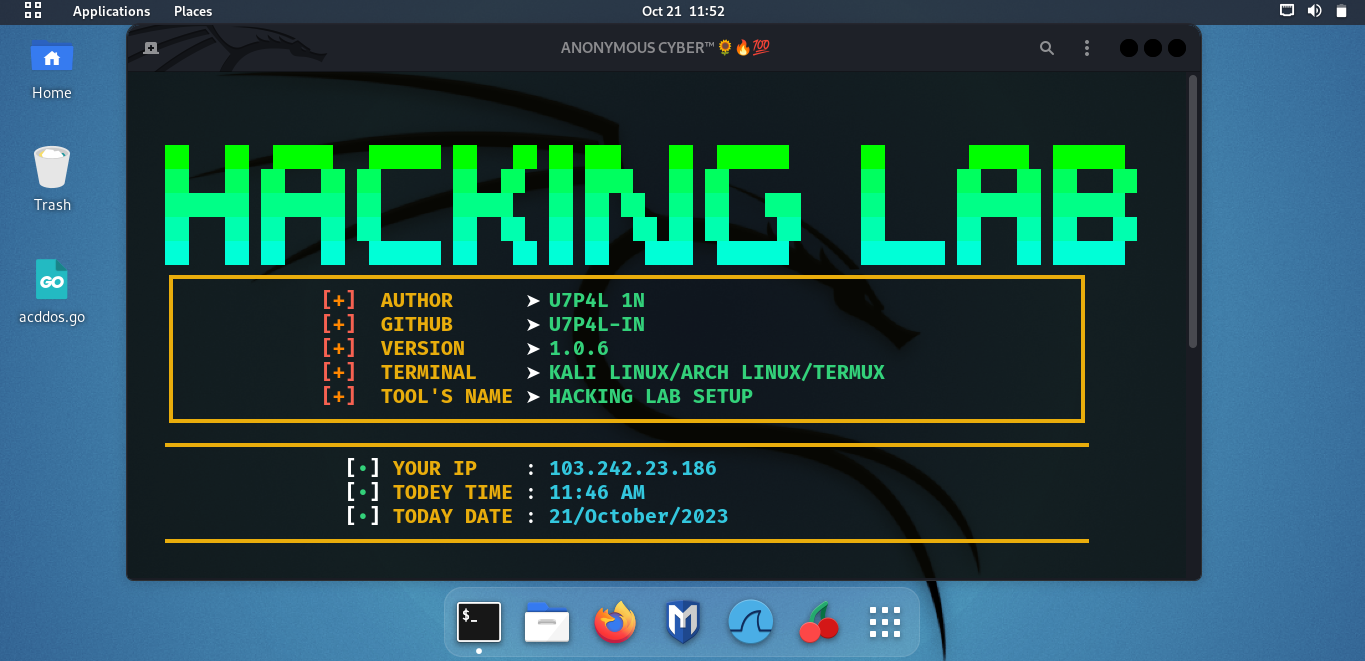 Applications Places Oct 21 11:52
ANONYMOUS CYBER™🌻🔥💯
Home
Trash
GO
acddos.go
HACKING LAB
[+] AUTHOR ➤ U7P4L 1N
[+] GITHUB ➤ U7P4L-IN
[+] VERSION ➤ 1.0.6
[+] TERMINAL ➤ KALI LINUX/ARCH LINUX/TERMUX
[+] TOOL'S NAME ➤ HACKING LAB SETUP
[•] YOUR IP : 103.242.23.186
[•] TODEY TIME : 11:46 AM
[•] TODAY DATE : 21/October/2023
$_